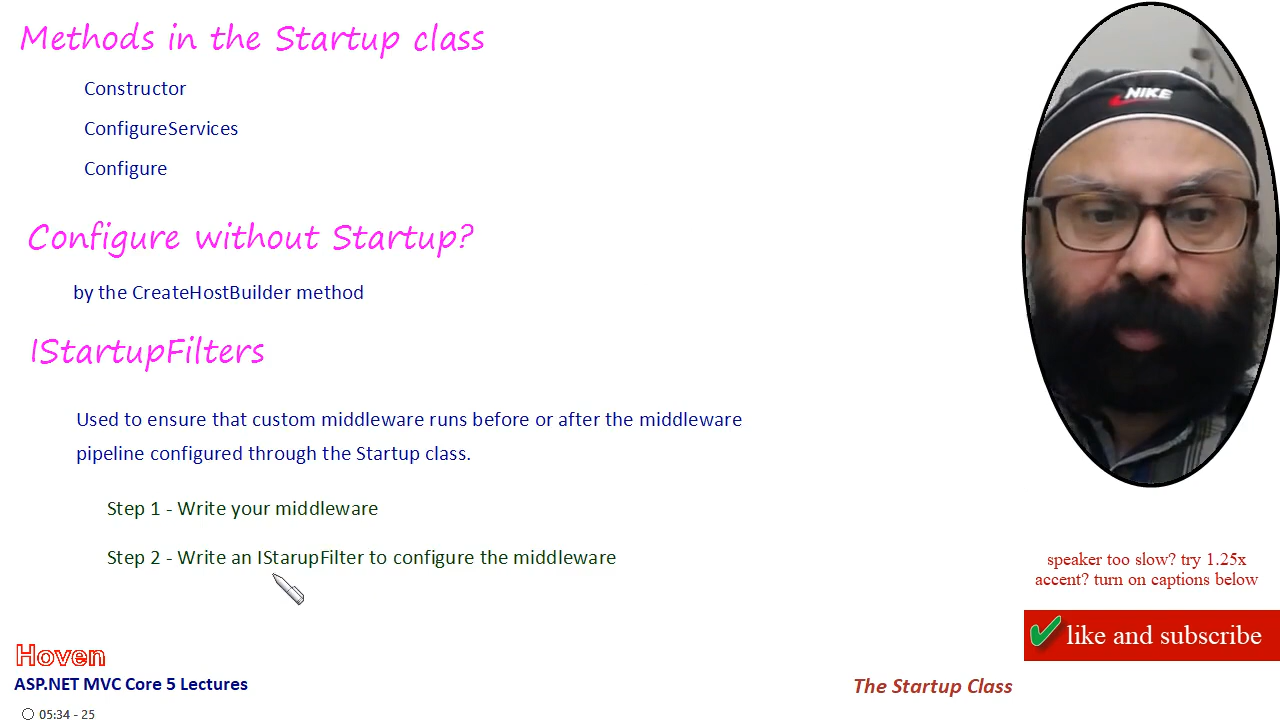 Methods in the Startup class
Constructor
ConfigureServices
Configure
Configure without Startup?
by the CreateHostBuilder method
IStartupFilters
Used to ensure that custom middleware runs before or after the middleware
pipeline configured through the Startup class.
Step 1 - Write your middleware
Step 2 - Write an IStarupFilter to configure the middleware
NIKE
speaker too slow? try 1.25x
accent? turn on captions below
like and subscribe
Hoven
ASP.NET MVC Core 5 Lectures
The Startup Class
05:34 - 25